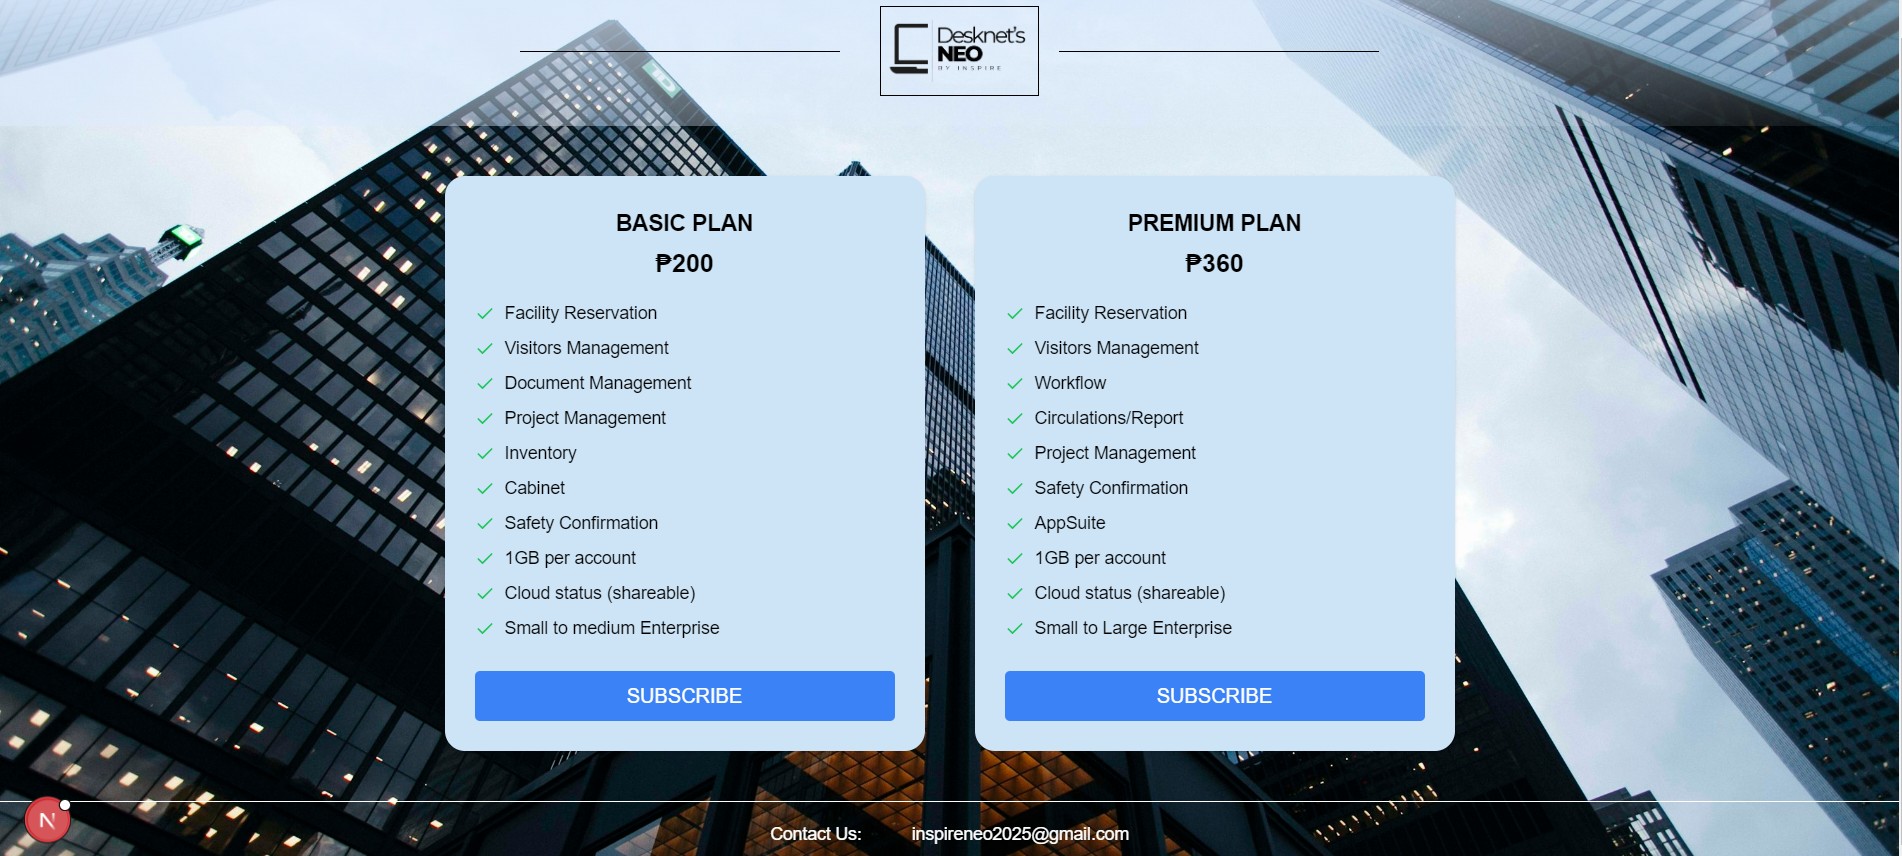 Desknet's
NEO
BY INSPIRE
BASIC PLAN
₱200
Facility Reservation
Visitors Management
Document Management
Project Management
Inventory
Cabinet
Safety Confirmation
1GB per account
Cloud status (shareable)
Small to medium Enterprise
SUBSCRIBE
PREMIUM PLAN
₱360
Facility Reservation
Visitors Management
Workflow
Circulations/Report
Project Management
Safety Confirmation
AppSuite
1GB per account
Cloud status (shareable)
Small to Large Enterprise
SUBSCRIBE
N
Contact Us: inspireneo2025@gmail.com